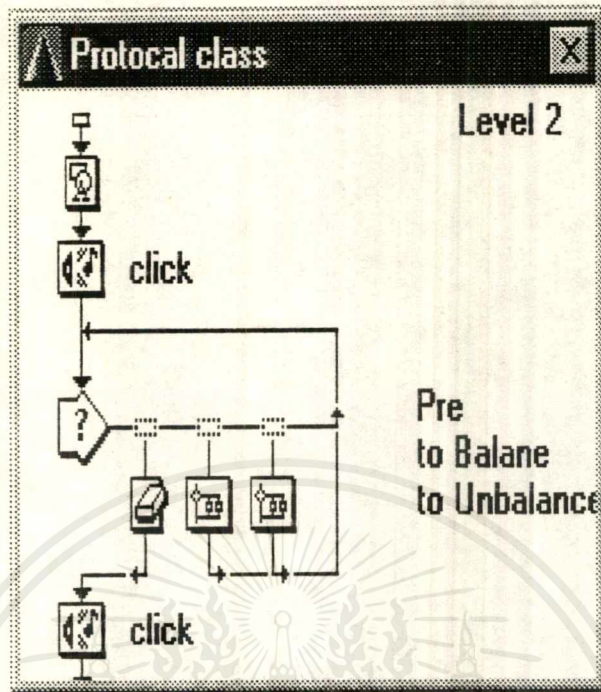 Protocal class
Level 2
click
?
Pre
to Balane
to Unbalance
click